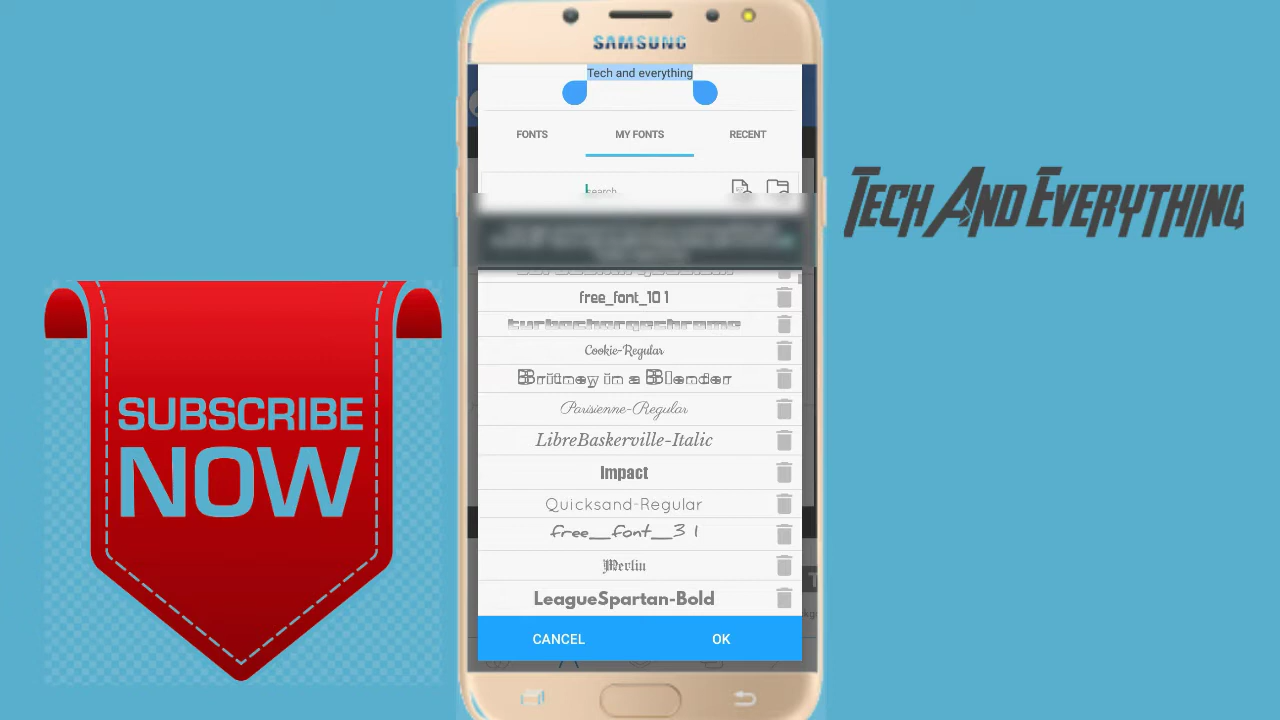 SAMSUNG
Tech and everything
FONTS
MY FONTS
RECENT
search
free_font_101
turbochargechrome
Cookie-Regular
Britney in a Blender
Parisienne-Regular
LibreBaskerville-Italic
Impact
Quicksand-Regular
free_font_31
Merlin
LeagueSpartan-Bold
CANCEL
OK
SUBSCRIBE
NOW
TECH AND EVERYTHING